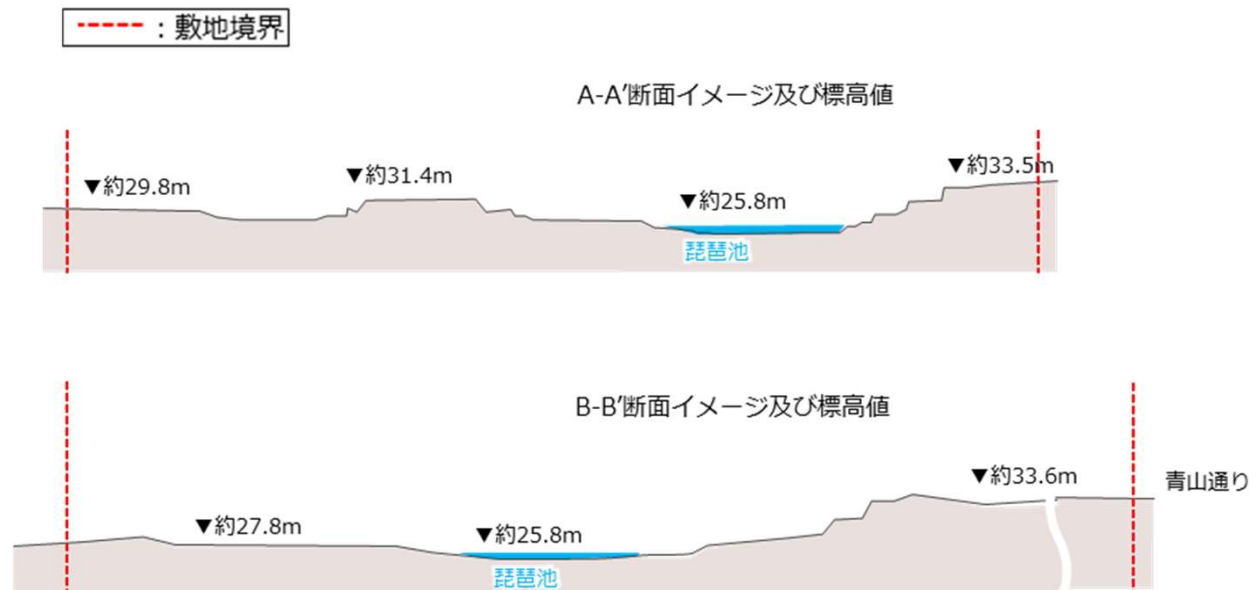 ：敷地境界
A-A’断面イメージ及び標高値
▼約29.8m
▼約31.4m
▼約25.8m
▼約33.5m
琵琶池
B-B’断面イメージ及び標高値
▼約27.8m
▼約25.8m
▼約33.6m
青山通り
琵琶池